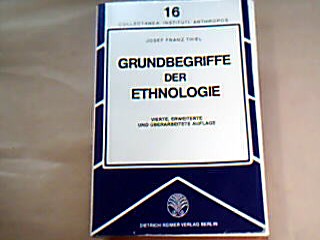 16
COLLECTANEA INSTITUTI ANTHROPOS
JOSEF FRANZ THIEL
GRUNDBEGRIFFE
DER
ETHNOLOGIE
VIERTE, ERWEITERTE
UND ÜBERARBEITETE AUFLAGE
DIETRICH REIMER VERLAG BERLIN